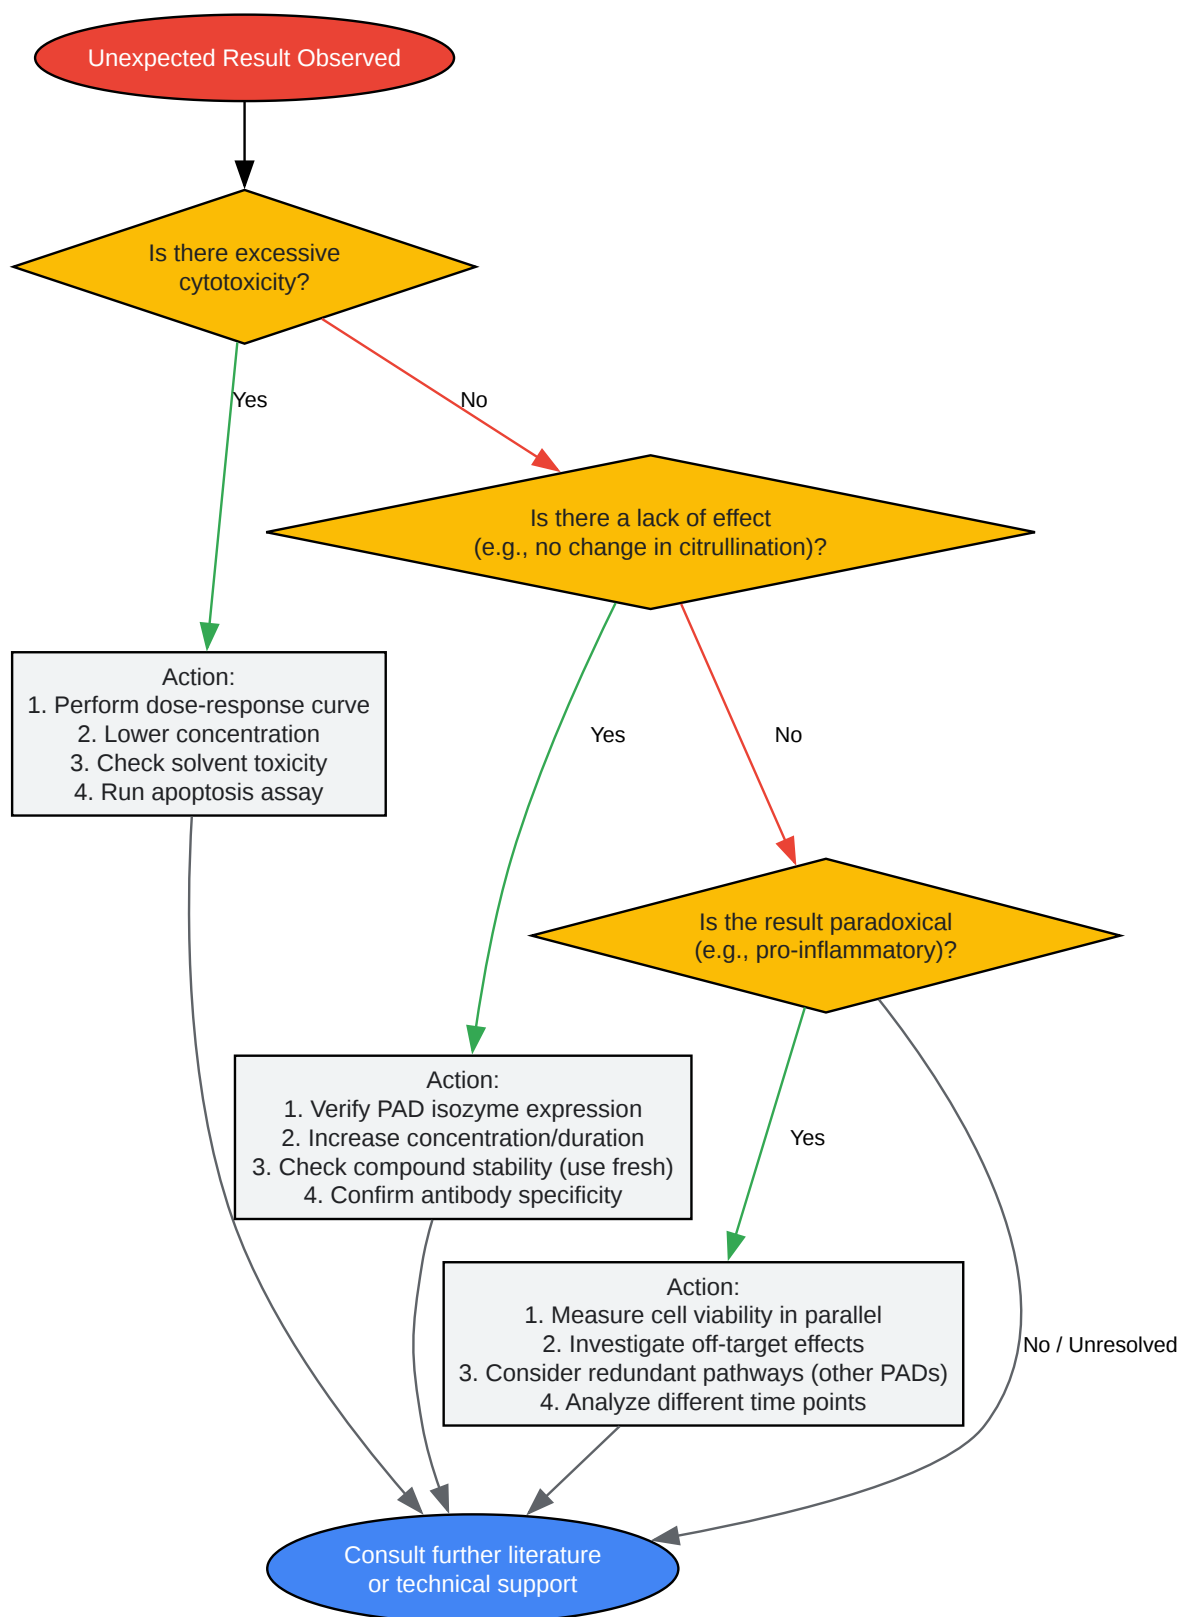 Unexpected Result Observed
Is there excessive
cytotoxicity?
Yes
No
Is there a lack of effect
(e.g., no change in citrullination)?
Action:
1. Perform dose-response curve
2. Lower concentration
3. Check solvent toxicity
4. Run apoptosis assay
Yes
No
Is the result paradoxical
(e.g., pro-inflammatory)?
Action:
1. Verify PAD isozyme expression
2. Increase concentration/duration
3. Check compound stability (use fresh)
4. Confirm antibody specificity
Yes
No / Unresolved
Action:
1. Measure cell viability in parallel
2. Investigate off-target effects
3. Consider redundant pathways (other PADs)
4. Analyze different time points
Consult further literature
or technical support